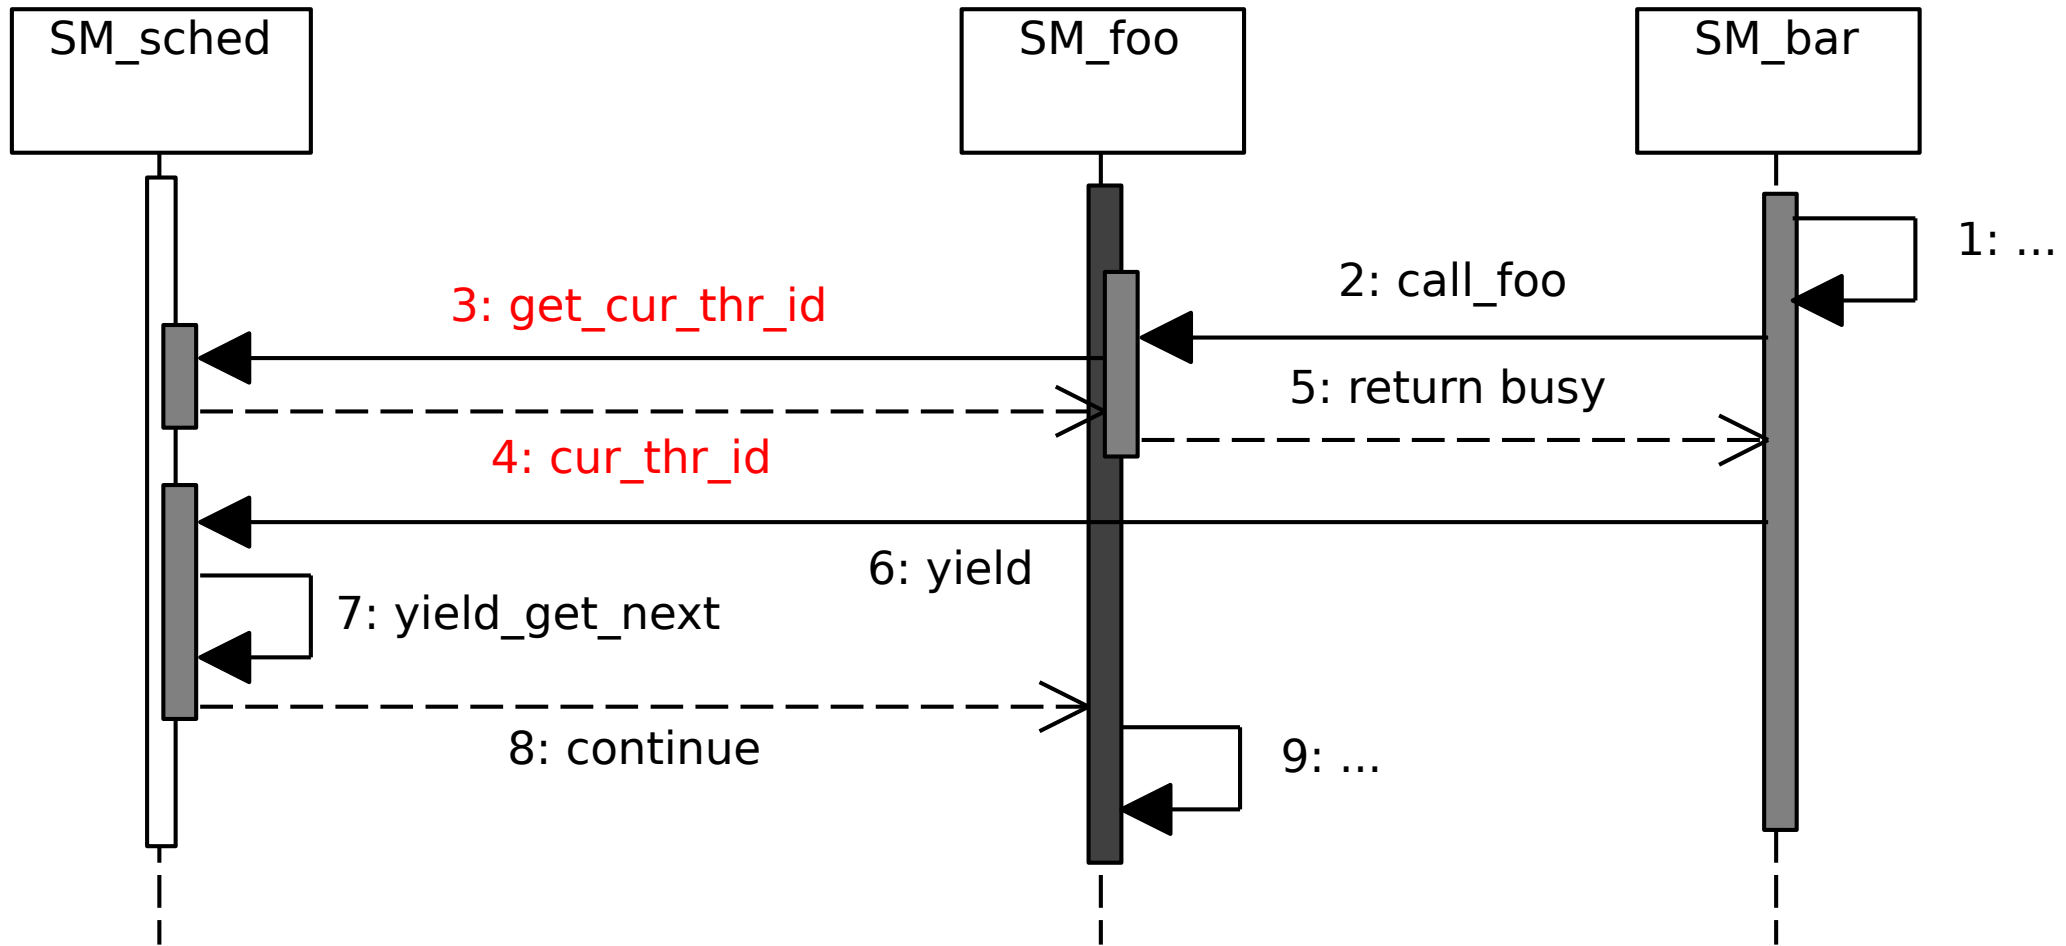 SM_sched
SM_foo
SM_bar
1: ...
2: call_foo
3: get_cur_thr_id
5: return busy
4: cur_thr_id
6: yield
7: yield_get_next
8: continue
9: ...